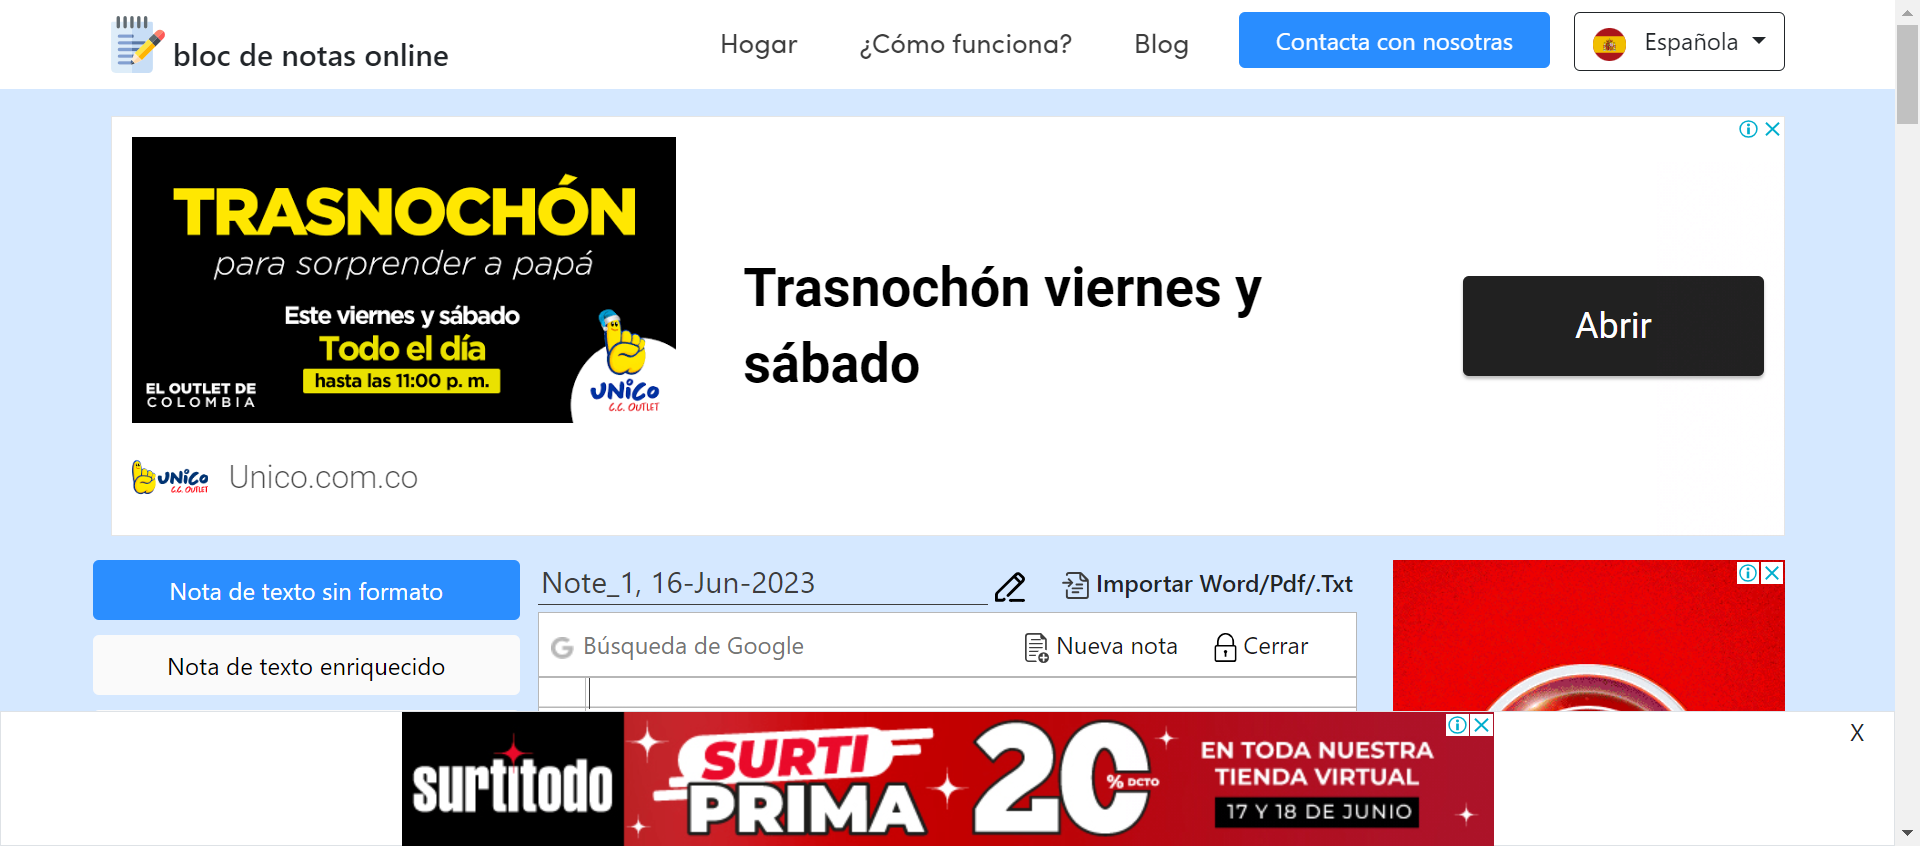 bloc de notas online
Hogar
¿Cómo funciona?
Blog
Contacta con nosotras
Española
TRASNOCHÓN
para sorprender a papá
Este viernes y sábado
Todo el día
hasta las 11:00 p. m.
EL OUTLET DE
COLOMBIA
UNiCo
C.C. OUTLET
Trasnochón viernes y
sábado
Abrir
UNiCo
C.C. OUTLET
Unico.com.co
Nota de texto sin formato
Nota de texto enriquecido
Note_1, 16-Jun-2023
Importar Word/Pdf/.Txt
G Búsqueda de Google
Nueva nota
Cerrar
X
surtitodo
SURTI
PRIMA
20% DCTO
EN TODA NUESTRA
TIENDA VIRTUAL
17 Y 18 DE JUNIO